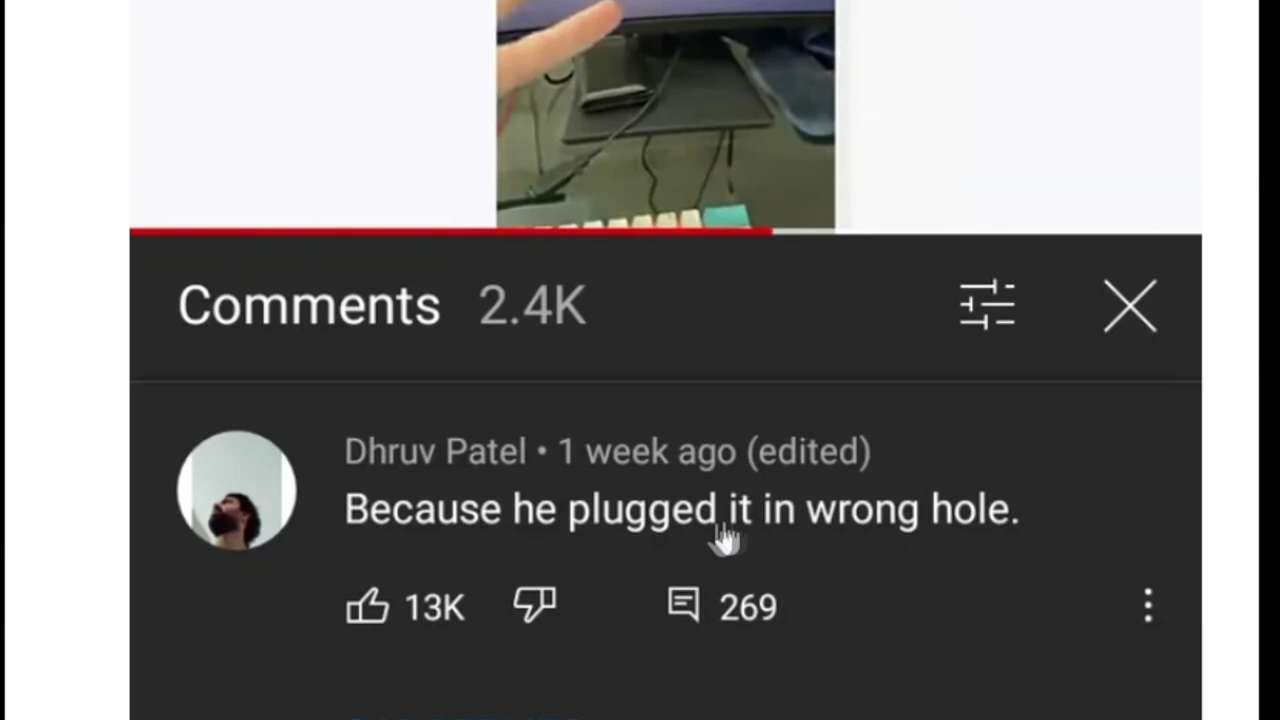 Comments 2.4K
Dhruv Patel • 1 week ago (edited)
Because he plugged it in wrong hole.
13K 269